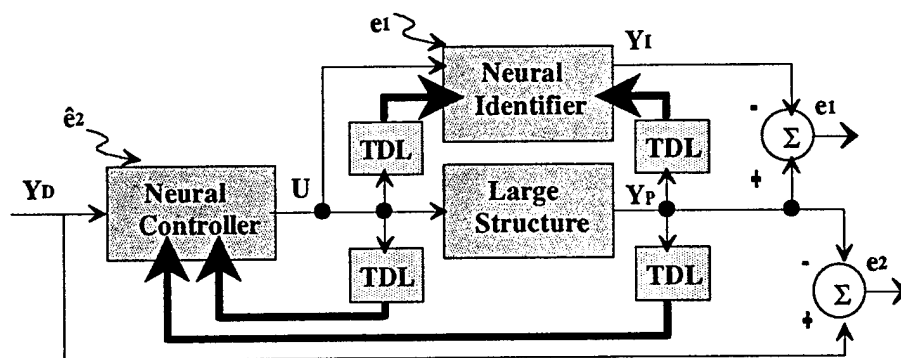 e1
YI
Neural
Identifier
- e1
Σ
+
TDL
TDL
ê2
YD
Neural
Controller
U
Large
Structure
YP
TDL
TDL
- e2
Σ
+